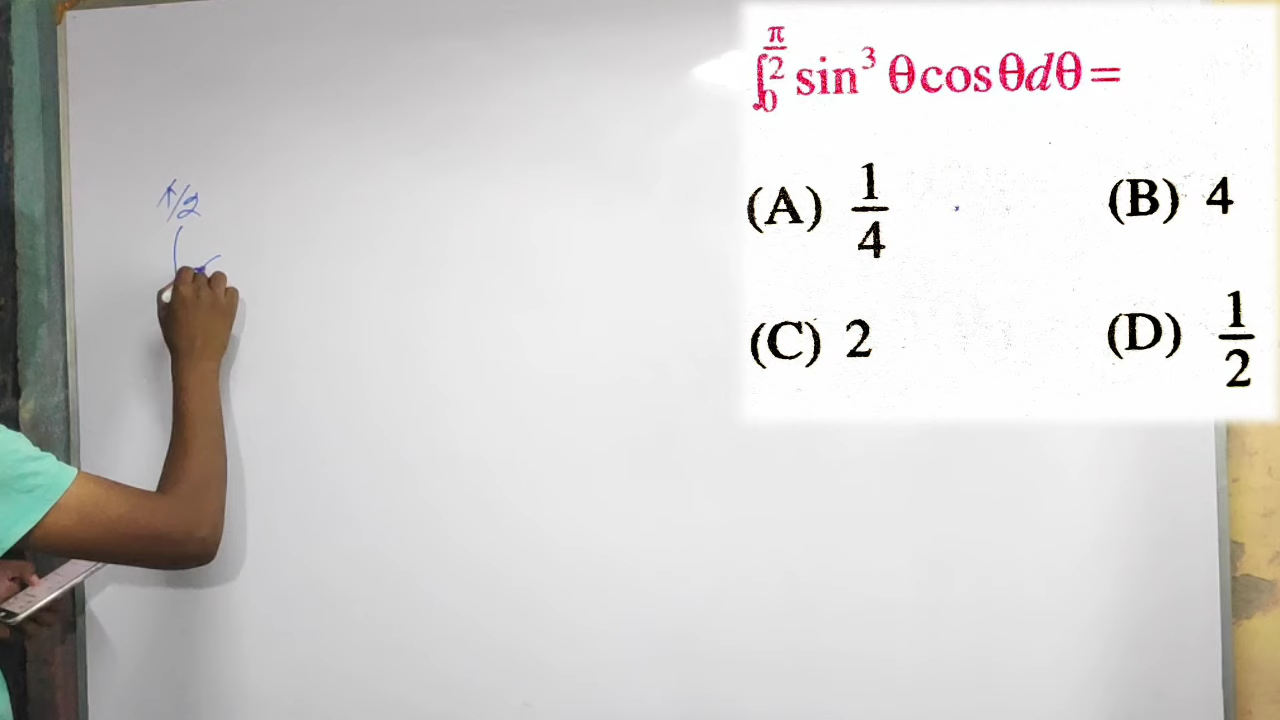 π/2
∫₀^(π/2) sin³ θ cos θ dθ =
(A) 1/4 (B) 4
(C) 2 (D) 1/2